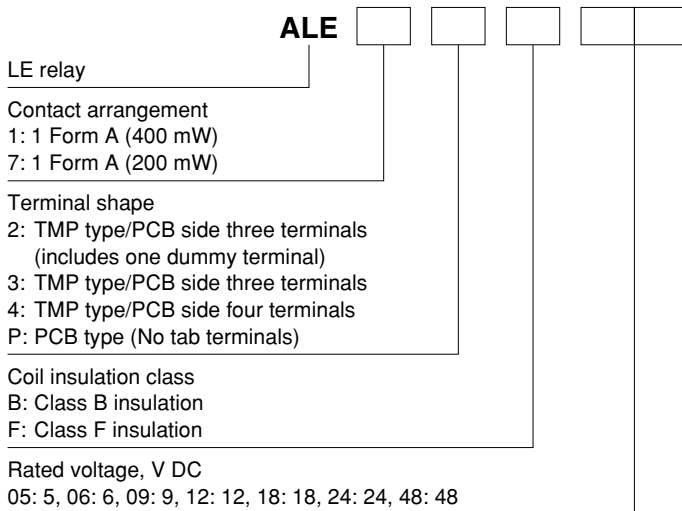 ALE
LE relay
Contact arrangement
1: 1 Form A (400 mW)
7: 1 Form A (200 mW)
Terminal shape
2: TMP type/PCB side three terminals
(includes one dummy terminal)
3: TMP type/PCB side three terminals
4: TMP type/PCB side four terminals
P: PCB type (No tab terminals)
Coil insulation class
B: Class B insulation
F: Class F insulation
Rated voltage, V DC
05: 5, 06: 6, 09: 9, 12: 12, 18: 18, 24: 24, 48: 48